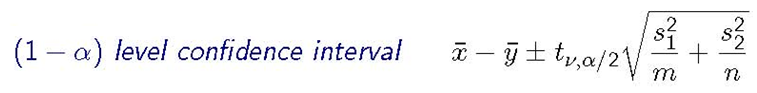 (1 − α) level confidence interval x̄ − ȳ ± t_{ν,α/2} √(s₁²/m + s₂²/n)